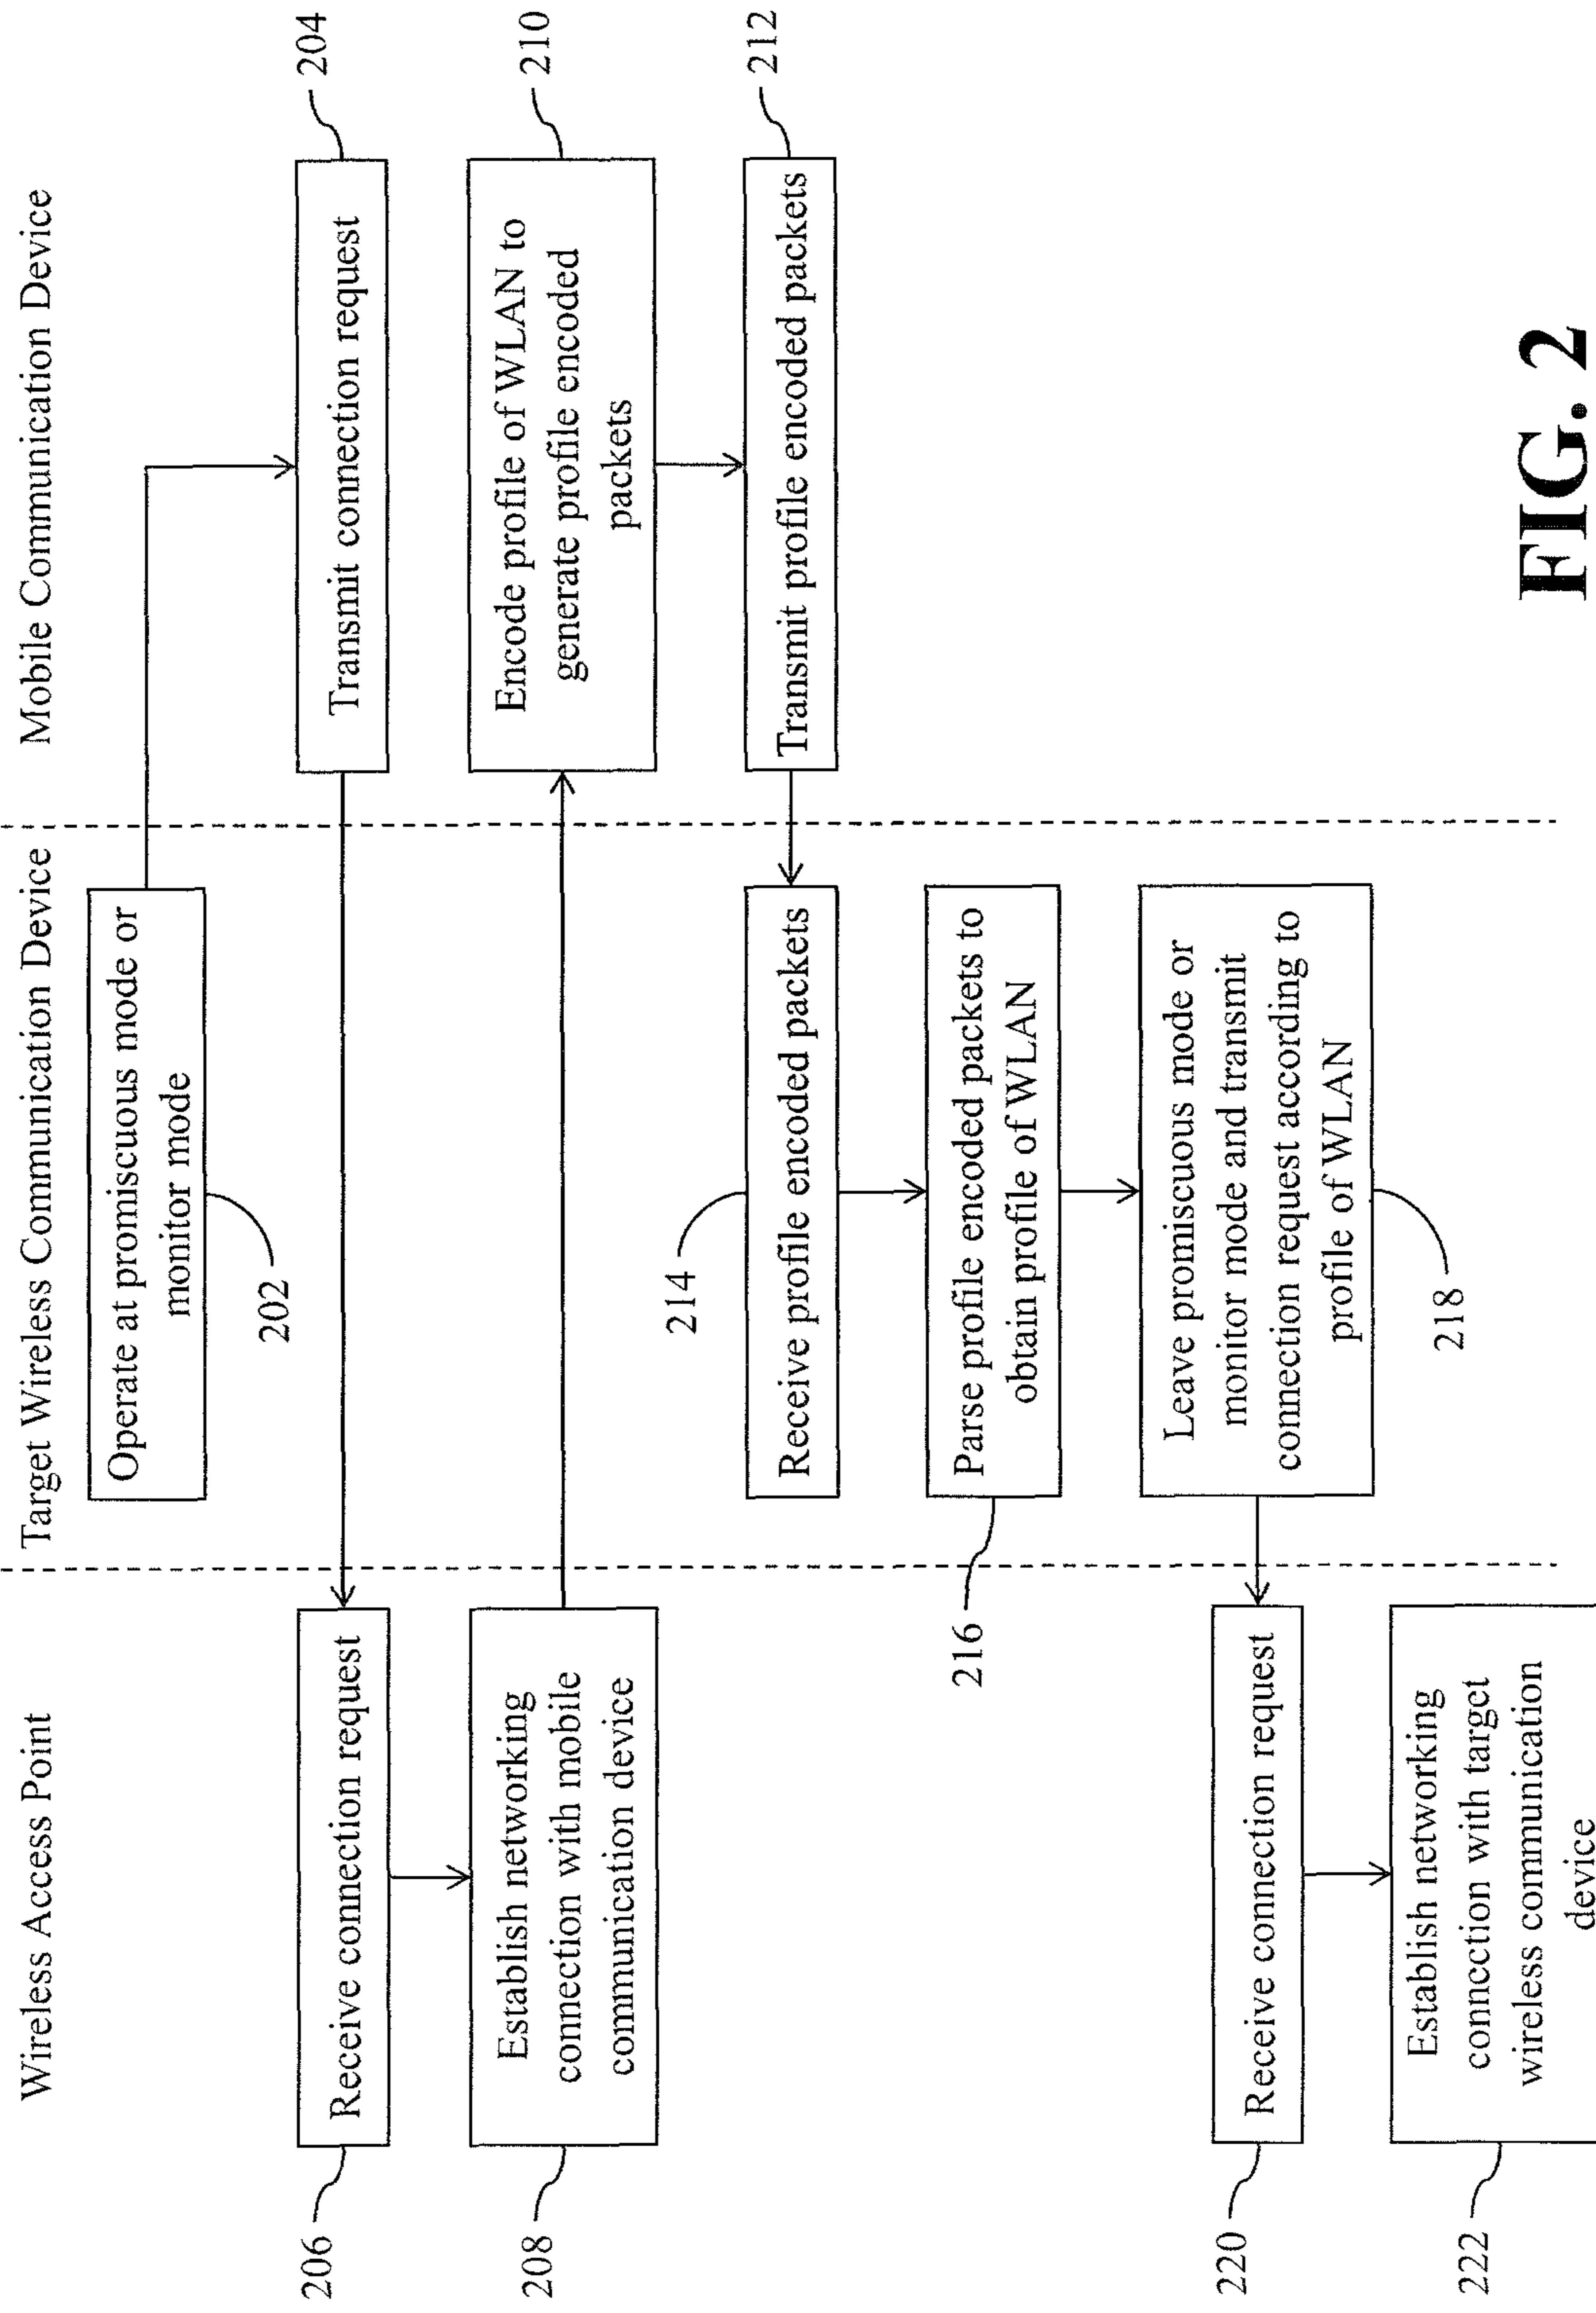 Wireless Access Point
Target Wireless Communication Device
Mobile Communication Device
Operate at promiscuous mode or
monitor mode
202
Transmit connection request
204
Receive connection request
206
Establish networking
connection with mobile
communication device
208
Encode profile of WLAN to
generate profile encoded
packets
210
Transmit profile encoded packets
212
Receive profile encoded packets
214
Parse profile encoded packets to
obtain profile of WLAN
216
Leave promiscuous mode or
monitor mode and transmit
connection request according to
profile of WLAN
218
Receive connection request
220
Establish networking
connection with target
wireless communication
device
222
FIG. 2